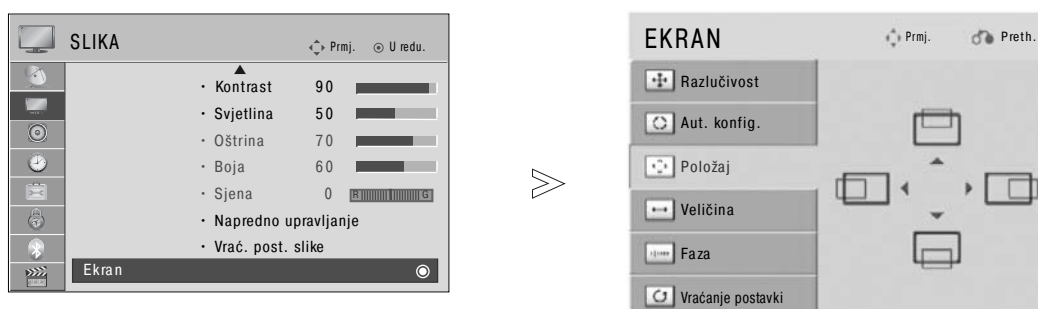 SLIKA
Prmj. U redu.
• Kontrast 90
• Svjetlina 50
• Oštrina 70
• Boja 60
• Sjena 0 R G
• Napredno upravljanje
• Vrać. post. slike
Ekran
EKRAN
Prmj. Preth.
Razlučivost
Aut. konfig.
Položaj
Veličina
Faza
Vraćanje postavki